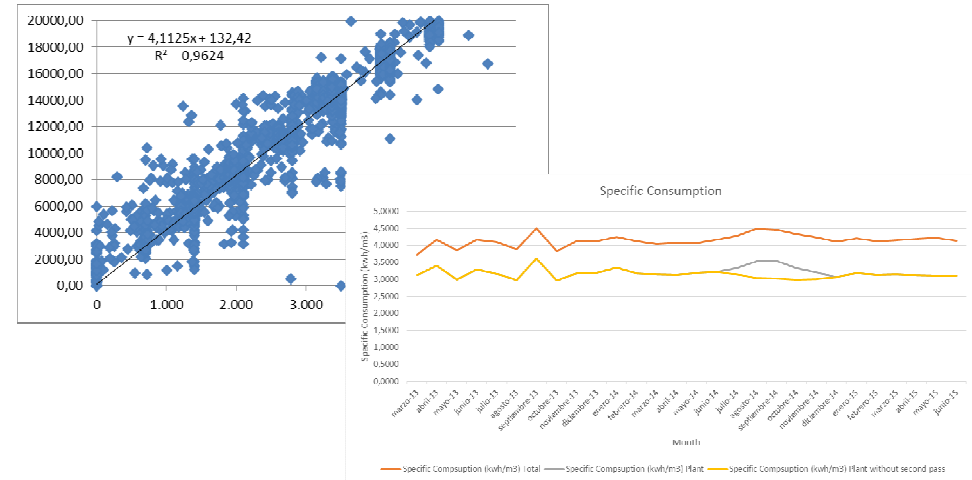 20000,00
18000,00
16000,00
14000,00
12000,00
10000,00
8000,00
6000,00
4000,00
2000,00
0,00
y = 4,1125x + 132,42
R² 0,9624
0
1.000
2.000
3.000
Specific Consumption
5,0000
4,5000
4,0000
3,5000
3,0000
2,5000
2,0000
1,5000
1,0000
0,5000
0,0000
Specific Consumption (kwh/m3)
marzo-13
abril-13
mayo-13
junio-13
julio-13
agosto-13
septiembre-13
octubre-13
noviembre-13
diciembre-13
enero-14
febrero-14
marzo-14
abril-14
mayo-14
junio-14
julio-14
agosto-14
septiembre-14
octubre-14
noviembre-14
diciembre-14
enero-15
febrero-15
marzo-15
abril-15
mayo-15
junio-15
Month
Specific Compsuption (kwh/m3) Total
Specific Compsuption (kwh/m3) Plant
Specific Compsuption (kwh/m3) Plant without second pass